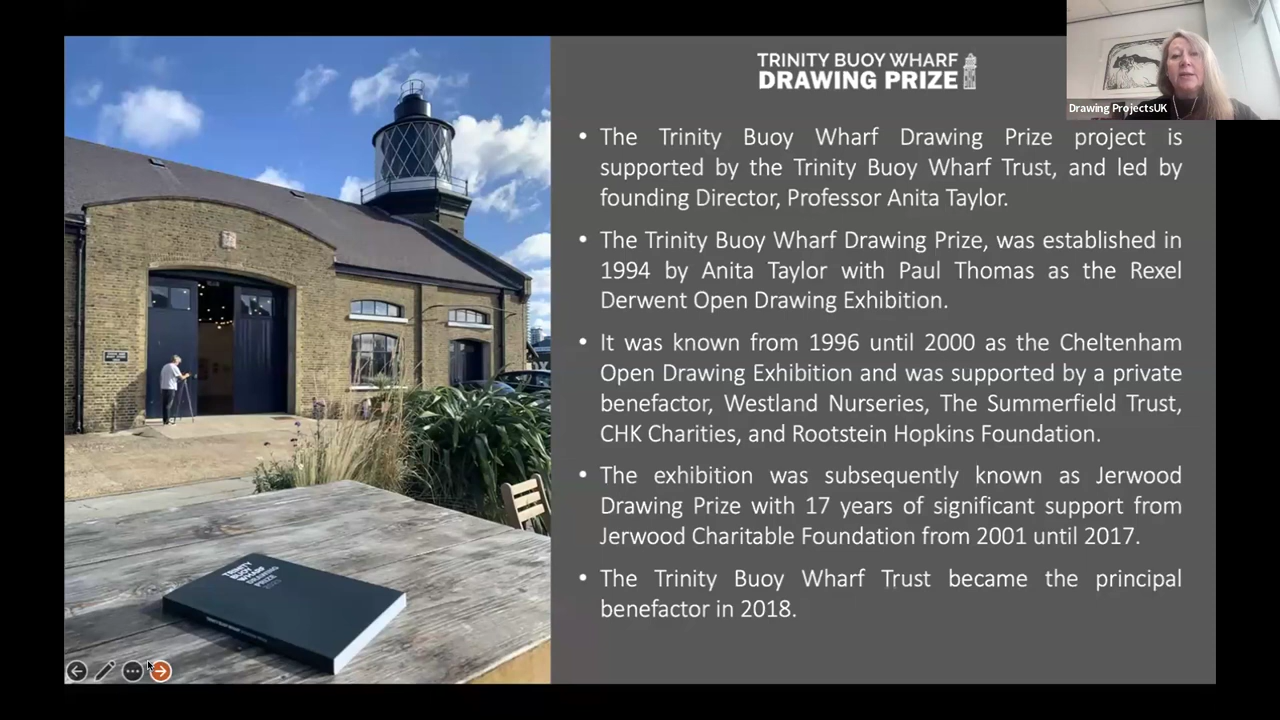 TRINITY BUOY WHARF
DRAWING PRIZE
Drawing ProjectsUK
• The Trinity Buoy Wharf Drawing Prize project is
supported by the Trinity Buoy Wharf Trust, and led by
founding Director, Professor Anita Taylor.
• The Trinity Buoy Wharf Drawing Prize, was established in
1994 by Anita Taylor with Paul Thomas as the Rexel
Derwent Open Drawing Exhibition.
• It was known from 1996 until 2000 as the Cheltenham
Open Drawing Exhibition and was supported by a private
benefactor, Westland Nurseries, The Summerfield Trust,
CHK Charities, and Rootstein Hopkins Foundation.
• The exhibition was subsequently known as Jerwood
Drawing Prize with 17 years of significant support from
Jerwood Charitable Foundation from 2001 until 2017.
• The Trinity Buoy Wharf Trust became the principal
benefactor in 2018.
TRINITY
BUOY
WHARF
DRAWING
PRIZE